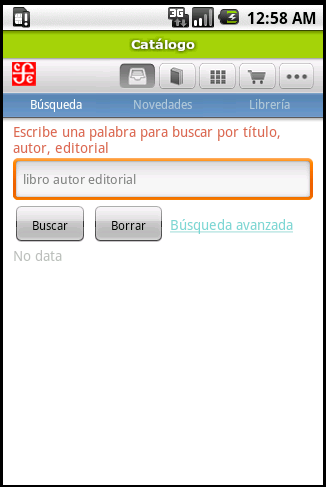 3G
12:58 AM
Catálogo
cfe
Búsqueda Novedades Librería
Escribe una palabra para buscar por título,
autor, editorial
libro autor editorial
Buscar Borrar Búsqueda avanzada
No data